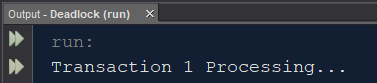 Output - Deadlock (run) ×
run:
Transaction 1 Processing...